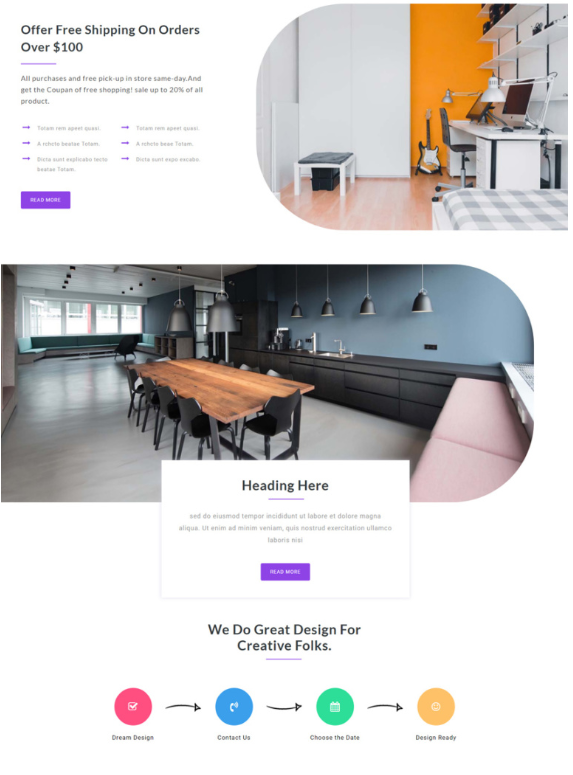 Offer Free Shipping On Orders
Over $100
All purchases and free pick-up in store same-day.And
get the Coupan of free shopping! sale up to 20% of all
product.
Totam rem apeet quasi.
Totam rem apeet quasi.
A rchoto beatae Totam.
A rchoto beae Totam.
Dicta sunt explicabo tecto
beatae Totam.
Dicta sunt expo excabo.
READ MORE
Heading Here
sed do eiusmod tempor incididunt ut labore et dolore magna
aliqua. Ut enim ad minim veniam, quis nostrud exercitation ullamco
laboris nisi
READ MORE
We Do Great Design For
Creative Folks.
Dream Design
Contact Us
Choose the Date
Design Ready